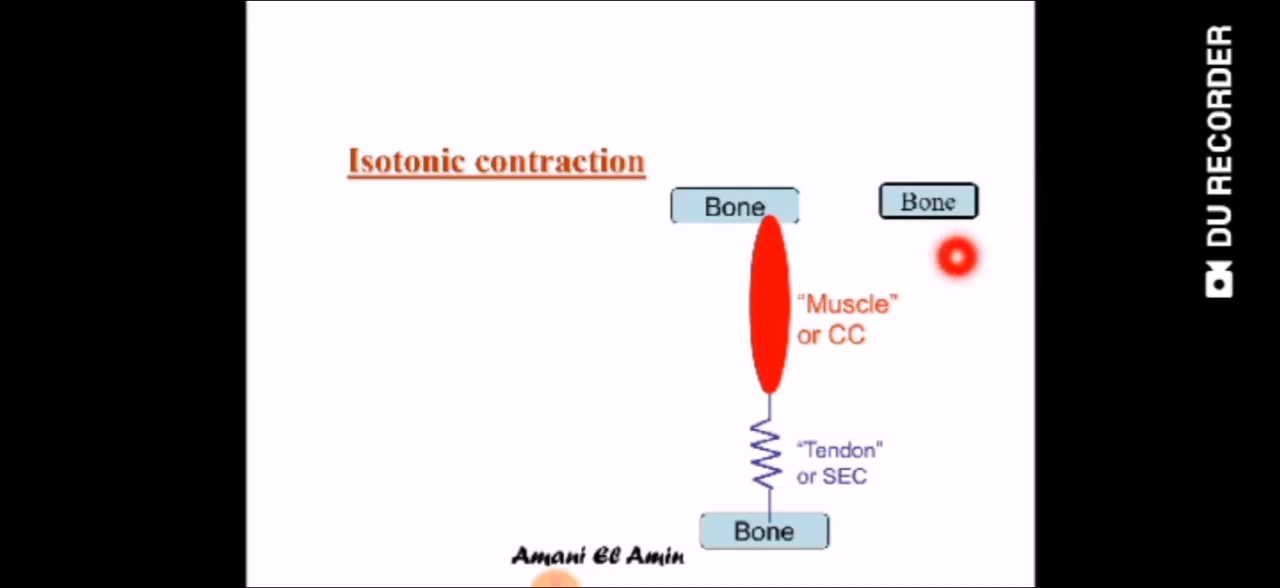 Isotonic contraction
Bone
Bone
"Muscle"
or CC
"Tendon"
or SEC
Bone
Amani El Amin
DU RECORDER